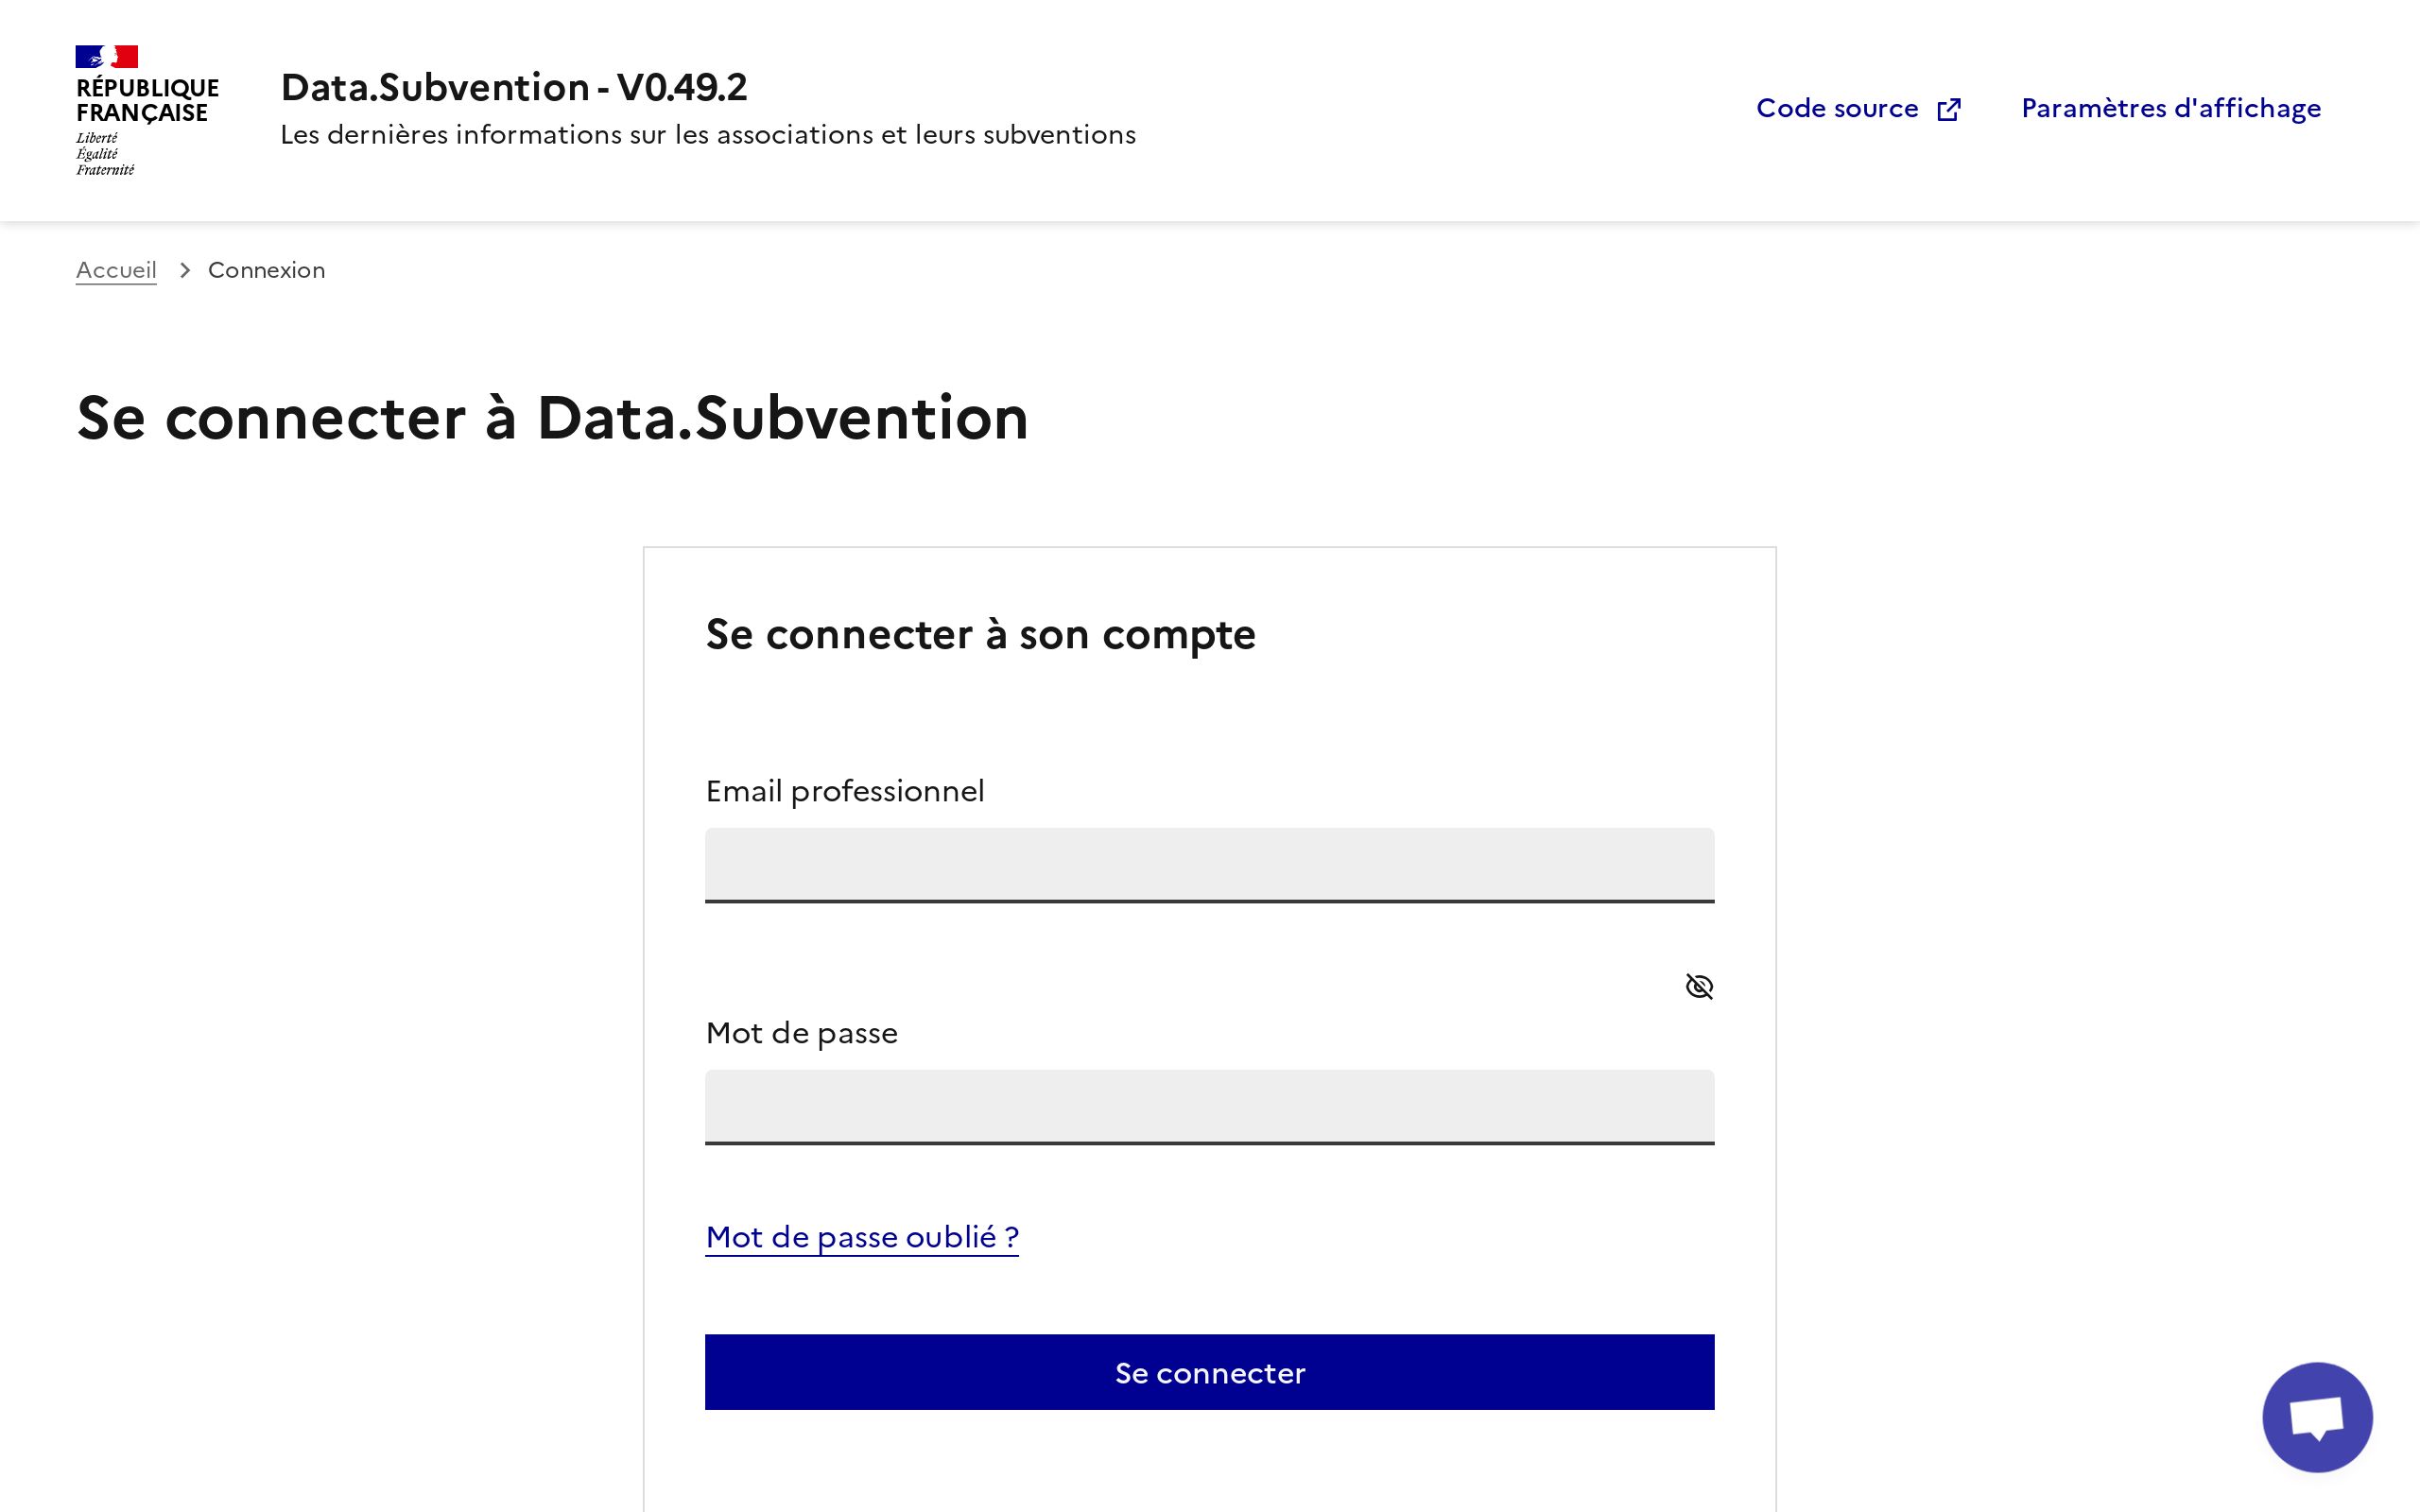 RÉPUBLIQUE
FRANÇAISE
Liberté
Égalité
Fraternité
Data.Subvention - V0.49.2
Les dernières informations sur les associations et leurs subventions
Code source
Paramètres d'affichage
Accueil
Connexion
Se connecter à Data.Subvention
Se connecter à son compte
Email professionnel
Mot de passe
Mot de passe oublié ?
Se connecter